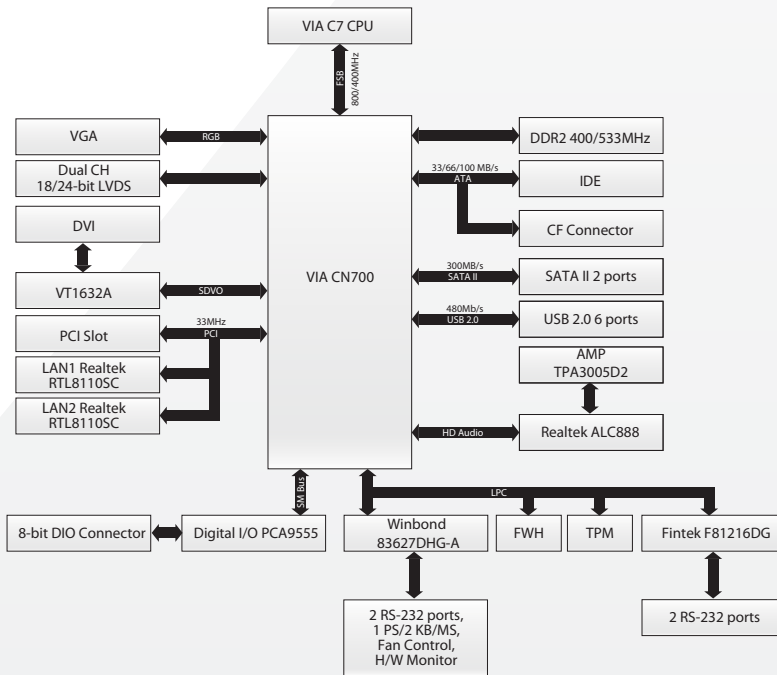 VIA C7 CPU
FSB
800/400MHz
VGA
RGB
DDR2 400/533MHz
Dual CH
18/24-bit LVDS
33/66/100 MB/s
ATA
IDE
DVI
CF Connector
VIA CN700
VT1632A
SDVO
300MB/s
SATA II
SATA II 2 ports
PCI Slot
33MHz
PCI
480Mb/s
USB 2.0
USB 2.0 6 ports
LAN1 Realtek
RTL8110SC
AMP
TPA3005D2
LAN2 Realtek
RTL8110SC
HD Audio
Realtek ALC888
SM Bus
LPC
8-bit DIO Connector
Digital I/O PCA9555
Winbond
83627DHG-A
FWH
TPM
Fintek F81216DG
2 RS-232 ports,
1 PS/2 KB/MS,
Fan Control,
H/W Monitor
2 RS-232 ports